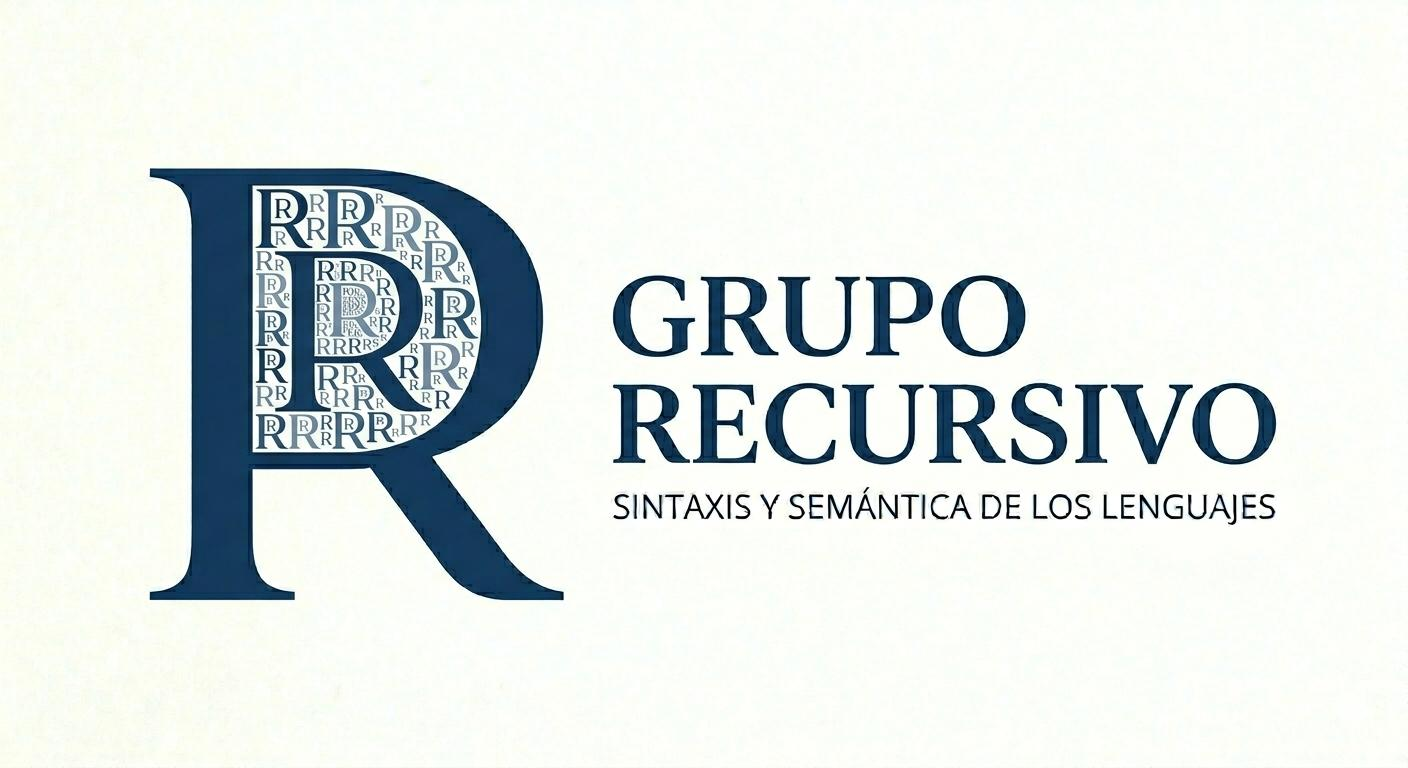 R
GRUPO
RECURSIVO
SINTAXIS Y SEMÁNTICA DE LOS LENGUAJES